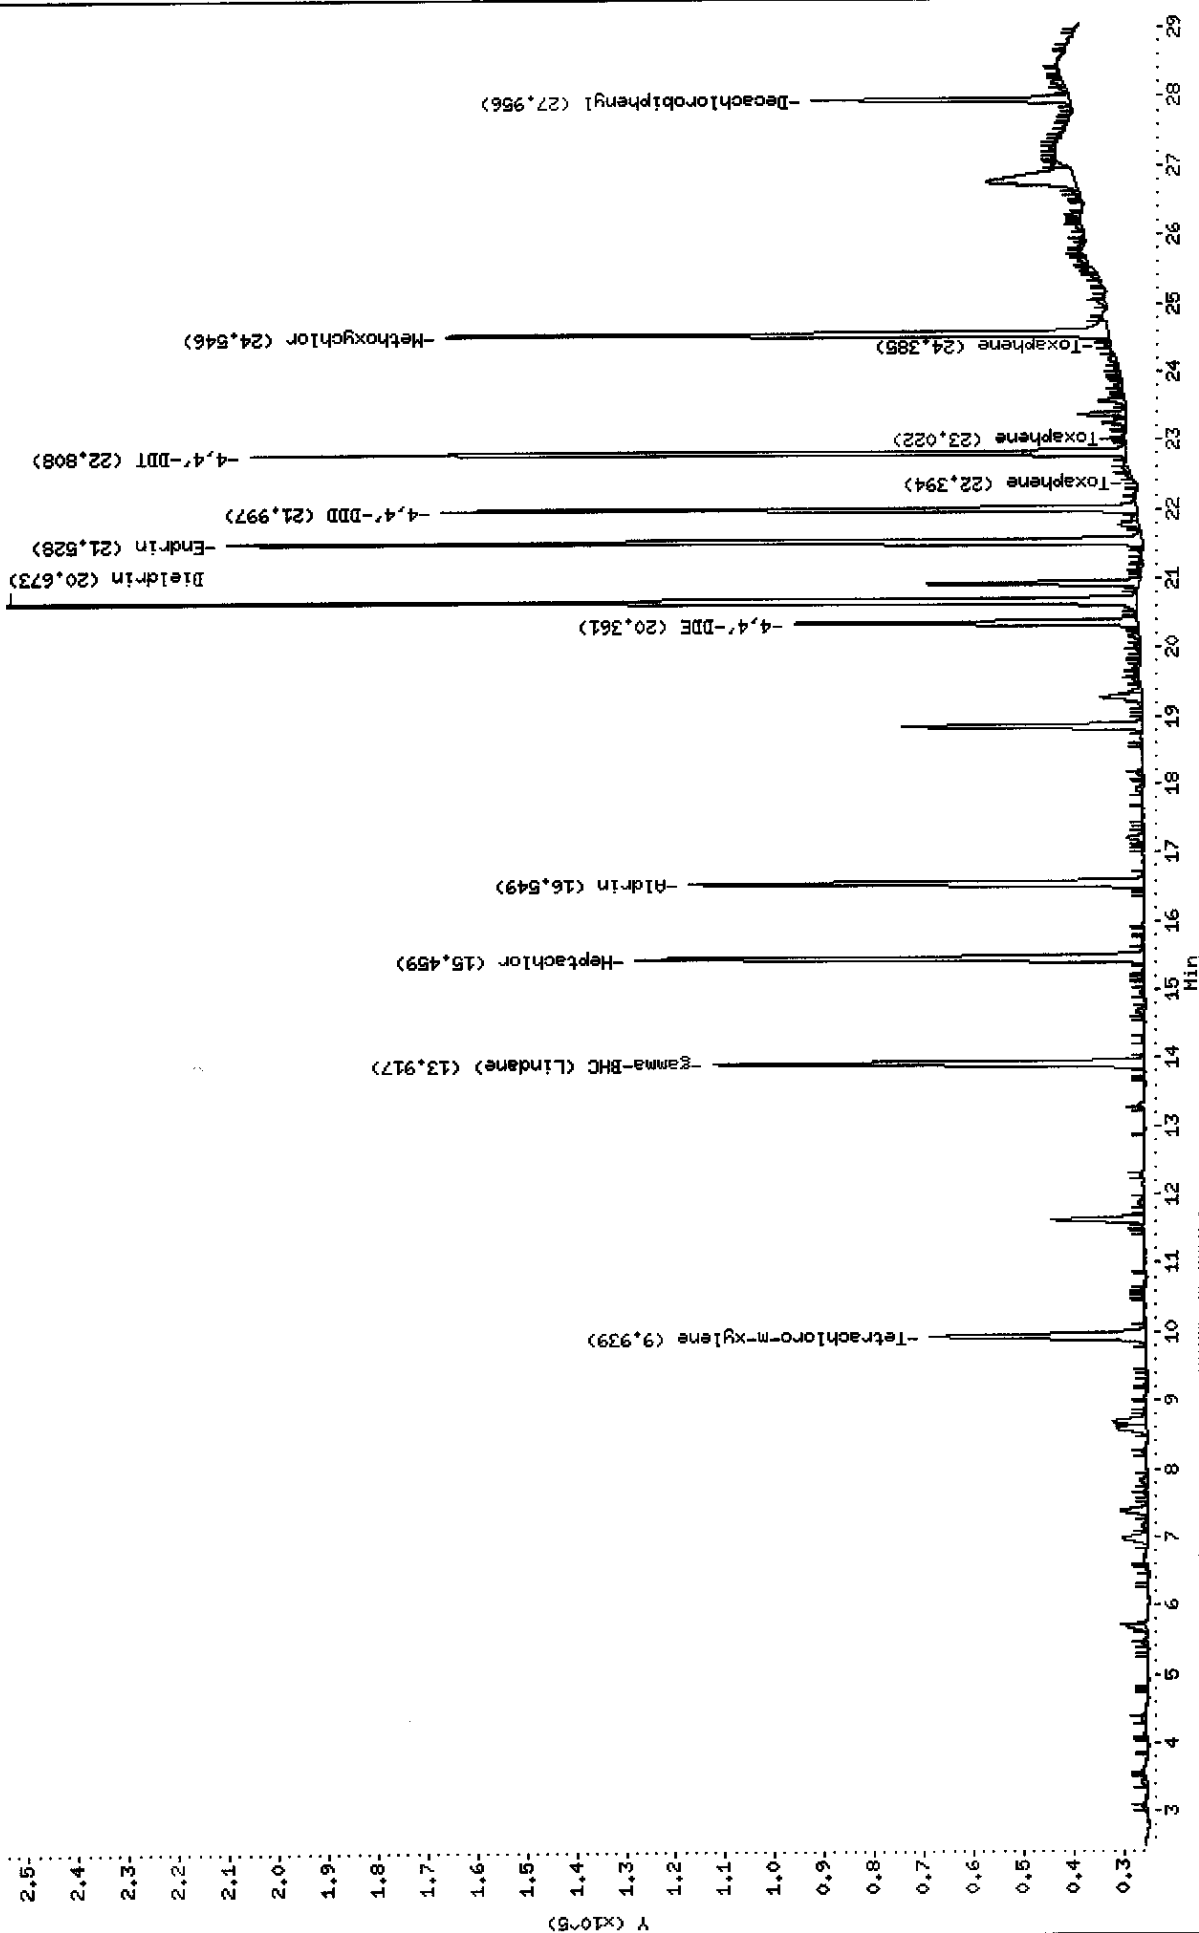 Y (x10^5)
2.5
2.3
2.2
2.1
2.0
1.9
1.8
1.7
1.6
1.5
1.3
1.2
1.1
1.0
0.9
0.8
0.7
0.6
0.5
0.4
0.3
-Tetrachloro-m-xylene (9.939)
-gamma-BHC (Lindane) (13.917)
-Heptachlor (15.459)
-Aldrin (16.549)
-4,4'-DDE (20.361)
Dieldrin (20.673)
-Endrin (21.528)
-4,4'-DDD (21.997)
-Toxaphene (22.394)
-4,4'-DDT (22.808)
-Toxaphene (23.022)
-Toxaphene (24.385)
-Methoxychlor (24.546)
-Decachlorobiphenyl (27.956)
3 4 5 6 7 8 9 10 11 12 13 14 15 16 17 18 19 20 21 22 23 24 25 26 27 28 29
Min